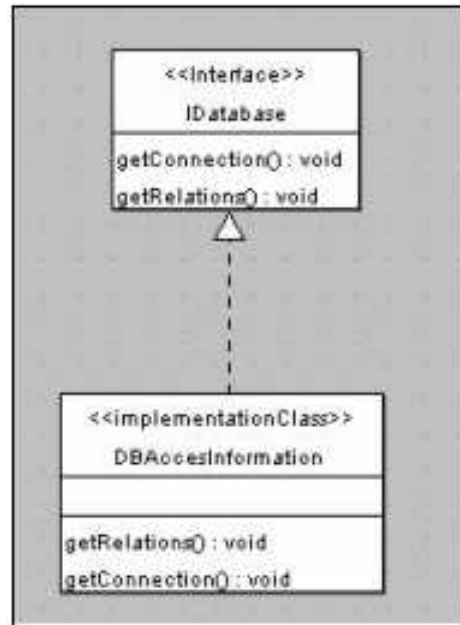 <<Interface>>
IDatabase
getConnection() : void
getRelations() : void
<<implementationClass>>
DBAccesInformation
getRelations() : void
getConnection() : void